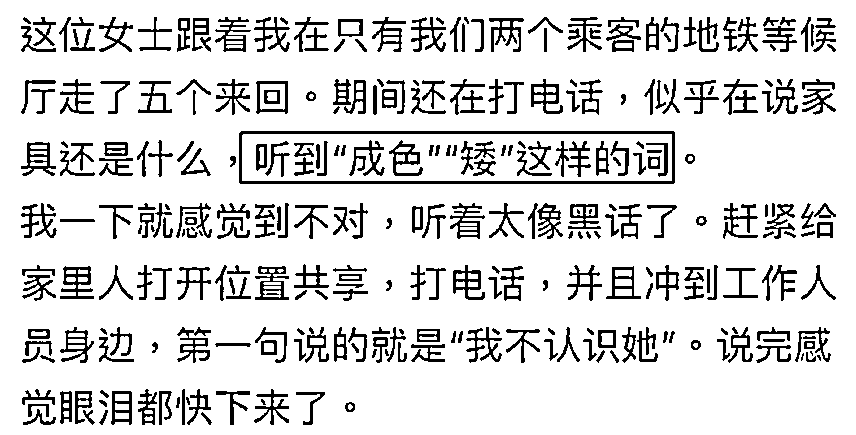 这位女士跟着我在只有我们两个乘客的地铁等候
厅走了五个来回。期间还在打电话，似乎在说家
具还是什么，听到“成色”“矮”这样的词。
我一下就感觉到不对，听着太像黑话了。赶紧给
家里人打开位置共享，打电话，并且冲到工作人
员身边，第一句说的就是“我不认识她”。说完感
觉眼泪都快下来了。